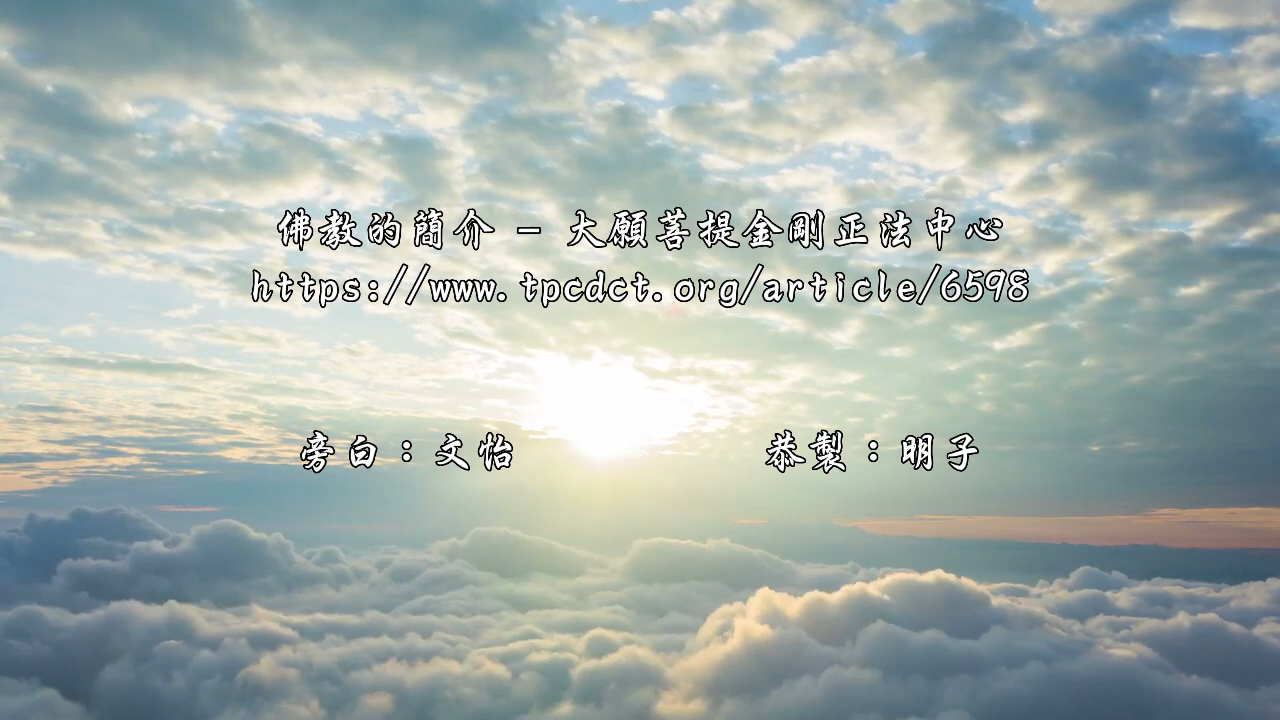 佛教的簡介 - 大願菩提金剛正法中心
https://www.tpcdct.org/article/6598
旁白：文怡 恭製：明子